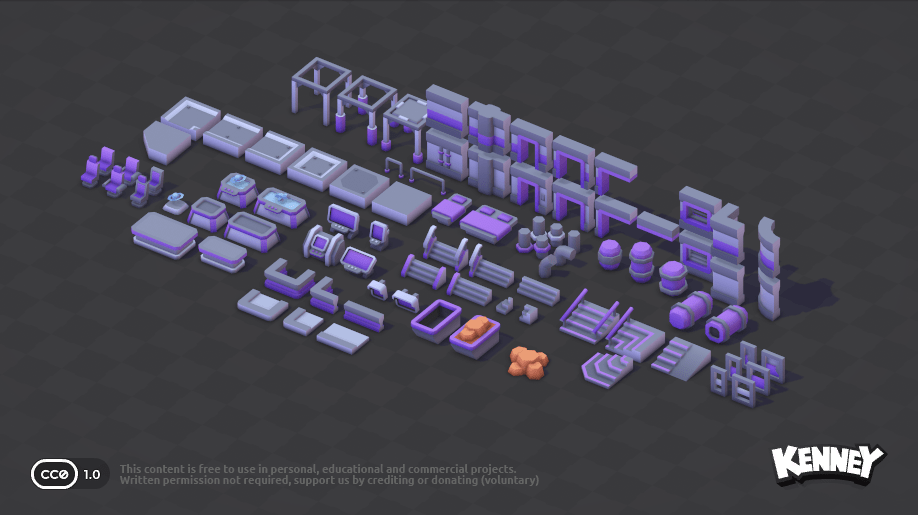 CC0 1.0
This content is free to use in personal, educational and commercial projects.
Written permission not required, support us by crediting or donating (voluntary)
KENNEY